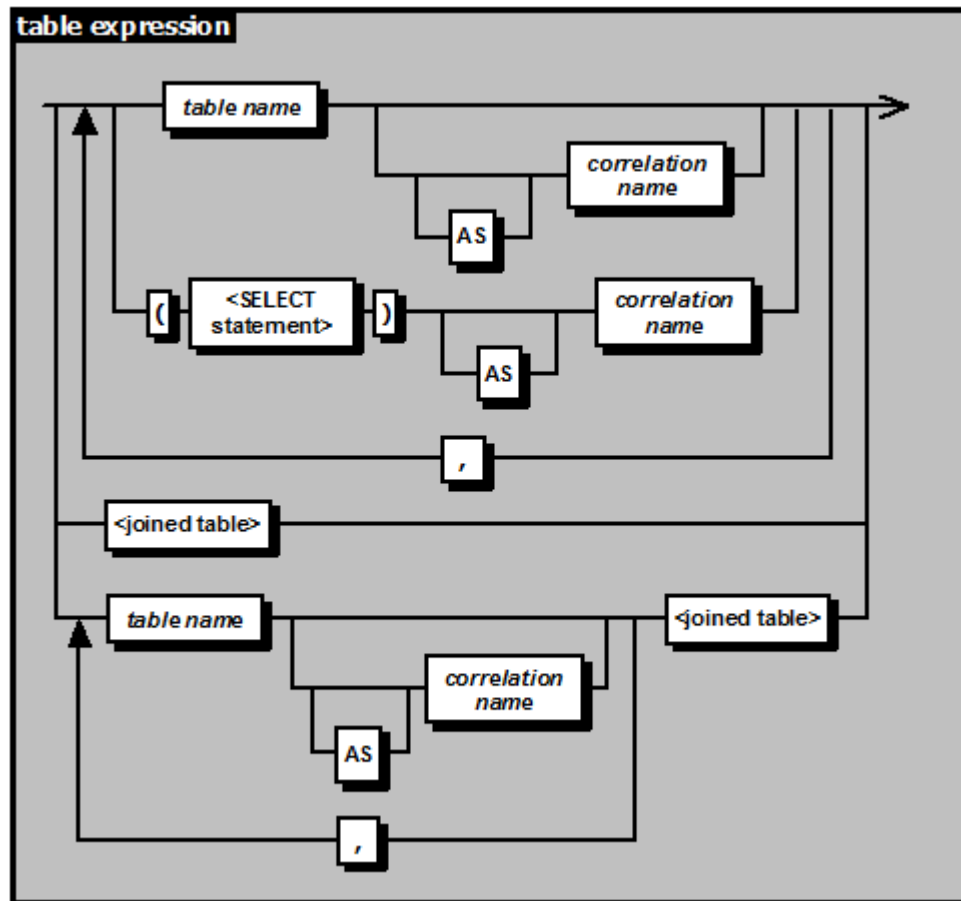 table expression
table name
correlation
name
AS
( <SELECT
statement> )
correlation
name
AS
,
<joined table>
table name
<joined table>
correlation
name
AS
,